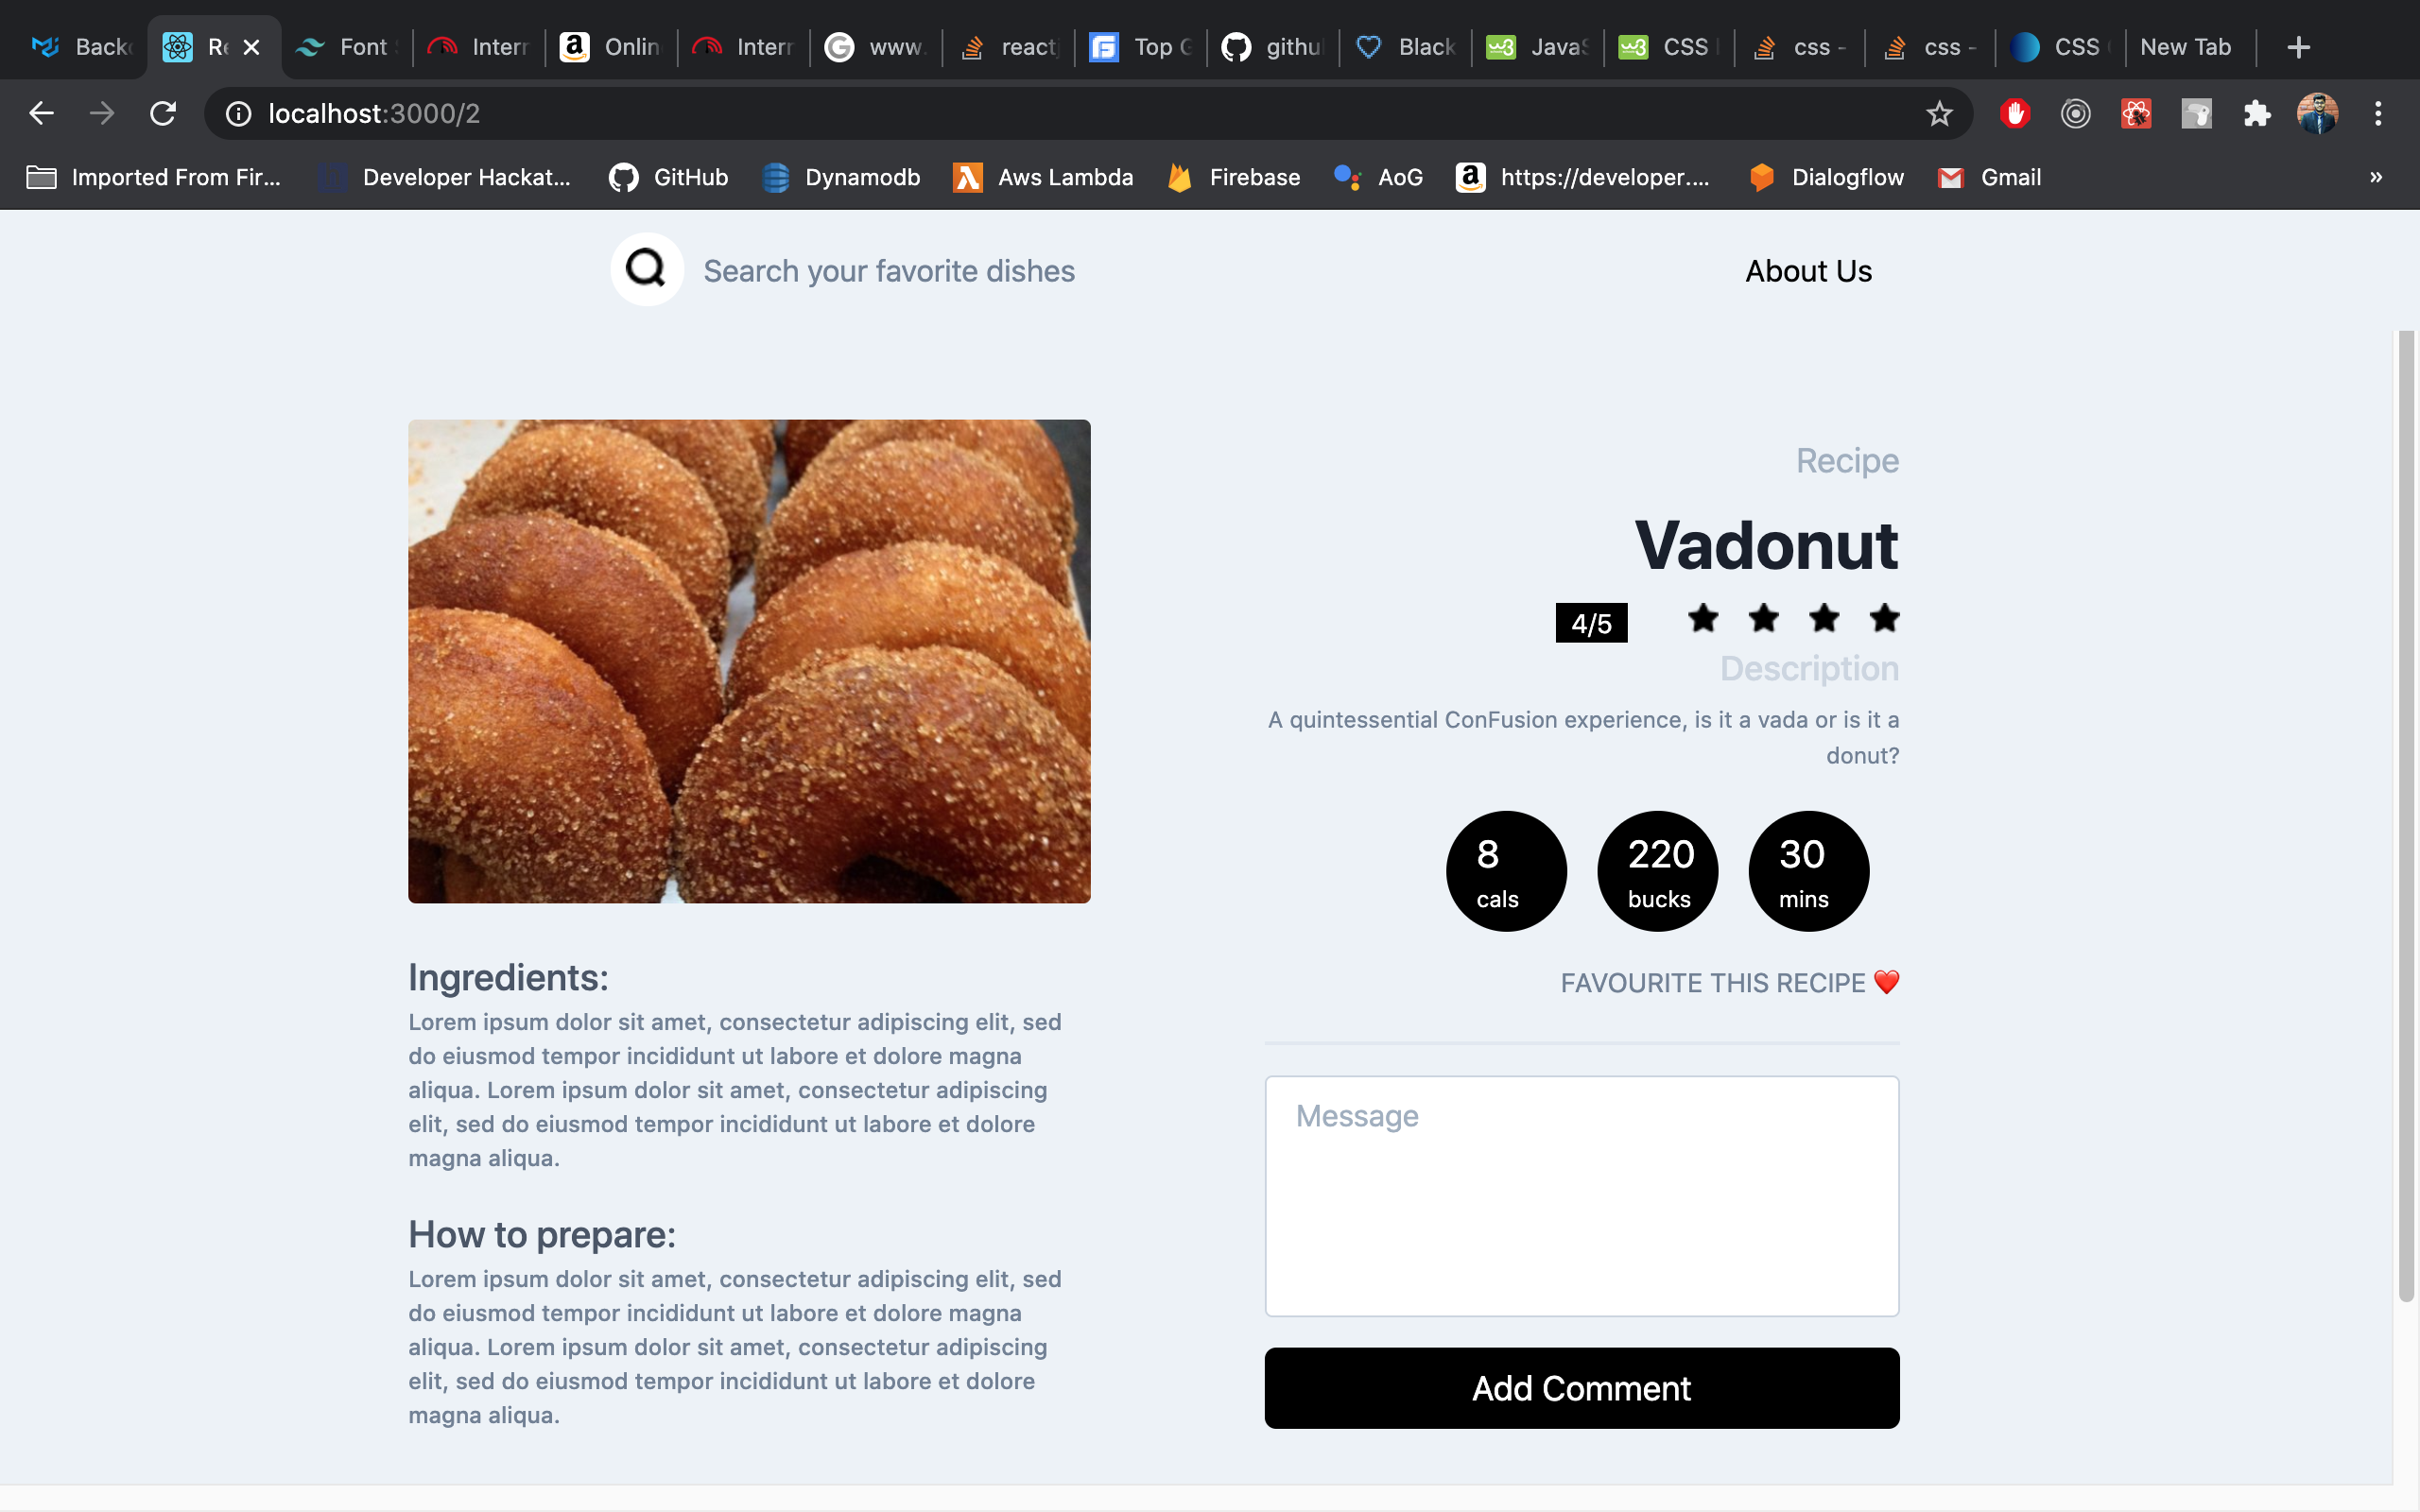 Back
Re
Font
Interr
Onlin
Interr
www.
react
Top G
githu
Black
Java
CSS
css -
css -
CSS
New Tab
localhost:3000/2
Imported From Fir...
Developer Hackat...
GitHub
Dynamodb
Aws Lambda
Firebase
AoG
https://developer....
Dialogflow
Gmail
»
Search your favorite dishes
About Us
Recipe
Vadonut
4/5
Description
A quintessential ConFusion experience, is it a vada or is it a
donut?
8
cals
220
bucks
30
mins
FAVOURITE THIS RECIPE ❤️
Ingredients:
Lorem ipsum dolor sit amet, consectetur adipiscing elit, sed
do eiusmod tempor incididunt ut labore et dolore magna
aliqua. Lorem ipsum dolor sit amet, consectetur adipiscing
elit, sed do eiusmod tempor incididunt ut labore et dolore
magna aliqua.
How to prepare:
Lorem ipsum dolor sit amet, consectetur adipiscing elit, sed
do eiusmod tempor incididunt ut labore et dolore magna
aliqua. Lorem ipsum dolor sit amet, consectetur adipiscing
elit, sed do eiusmod tempor incididunt ut labore et dolore
magna aliqua.
Message
Add Comment